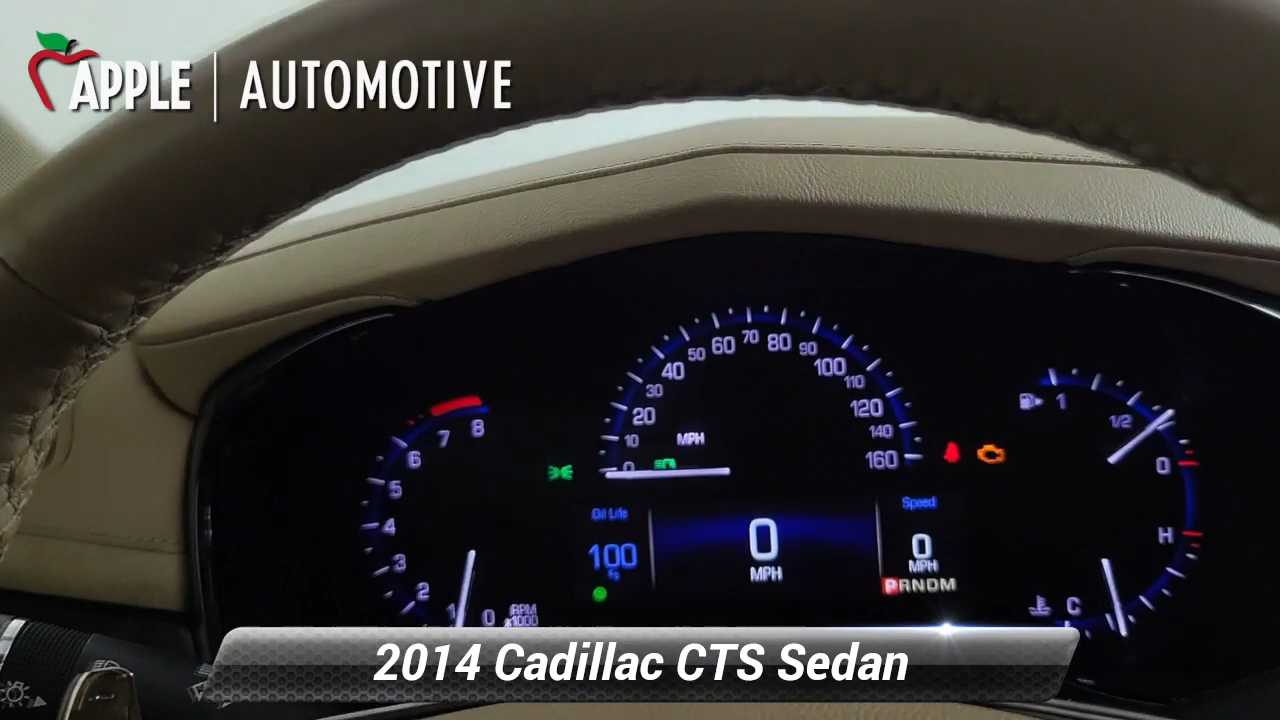 APPLE | AUTOMOTIVE
8
7
6
5
4
3
2
1
0
RPM
x1000
0
10
20
30
40
50
60
70
80
90
100
110
120
140
160
MPH
Oil Life
100
%
0
MPH
Speed
0
MPH
PRNDM
1
1/2
0
H
C
2014 Cadillac CTS Sedan